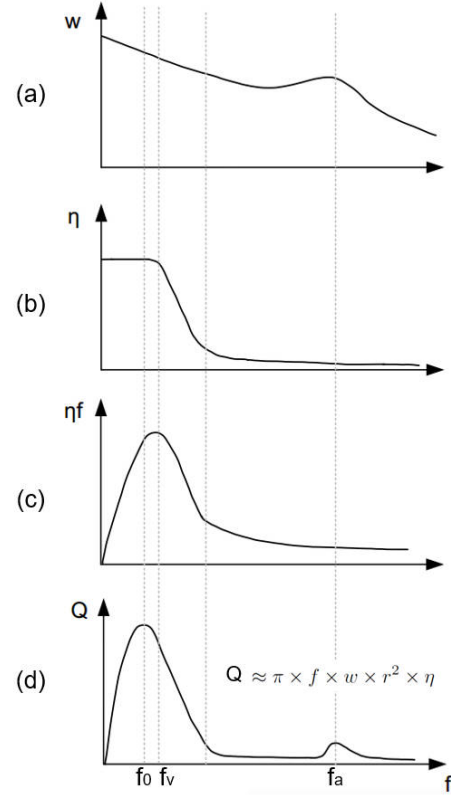 w
(a)
η
(b)
ηf
(c)
Q
(d)
Q ≈ π × f × w × r² × η
f0 fv fa f